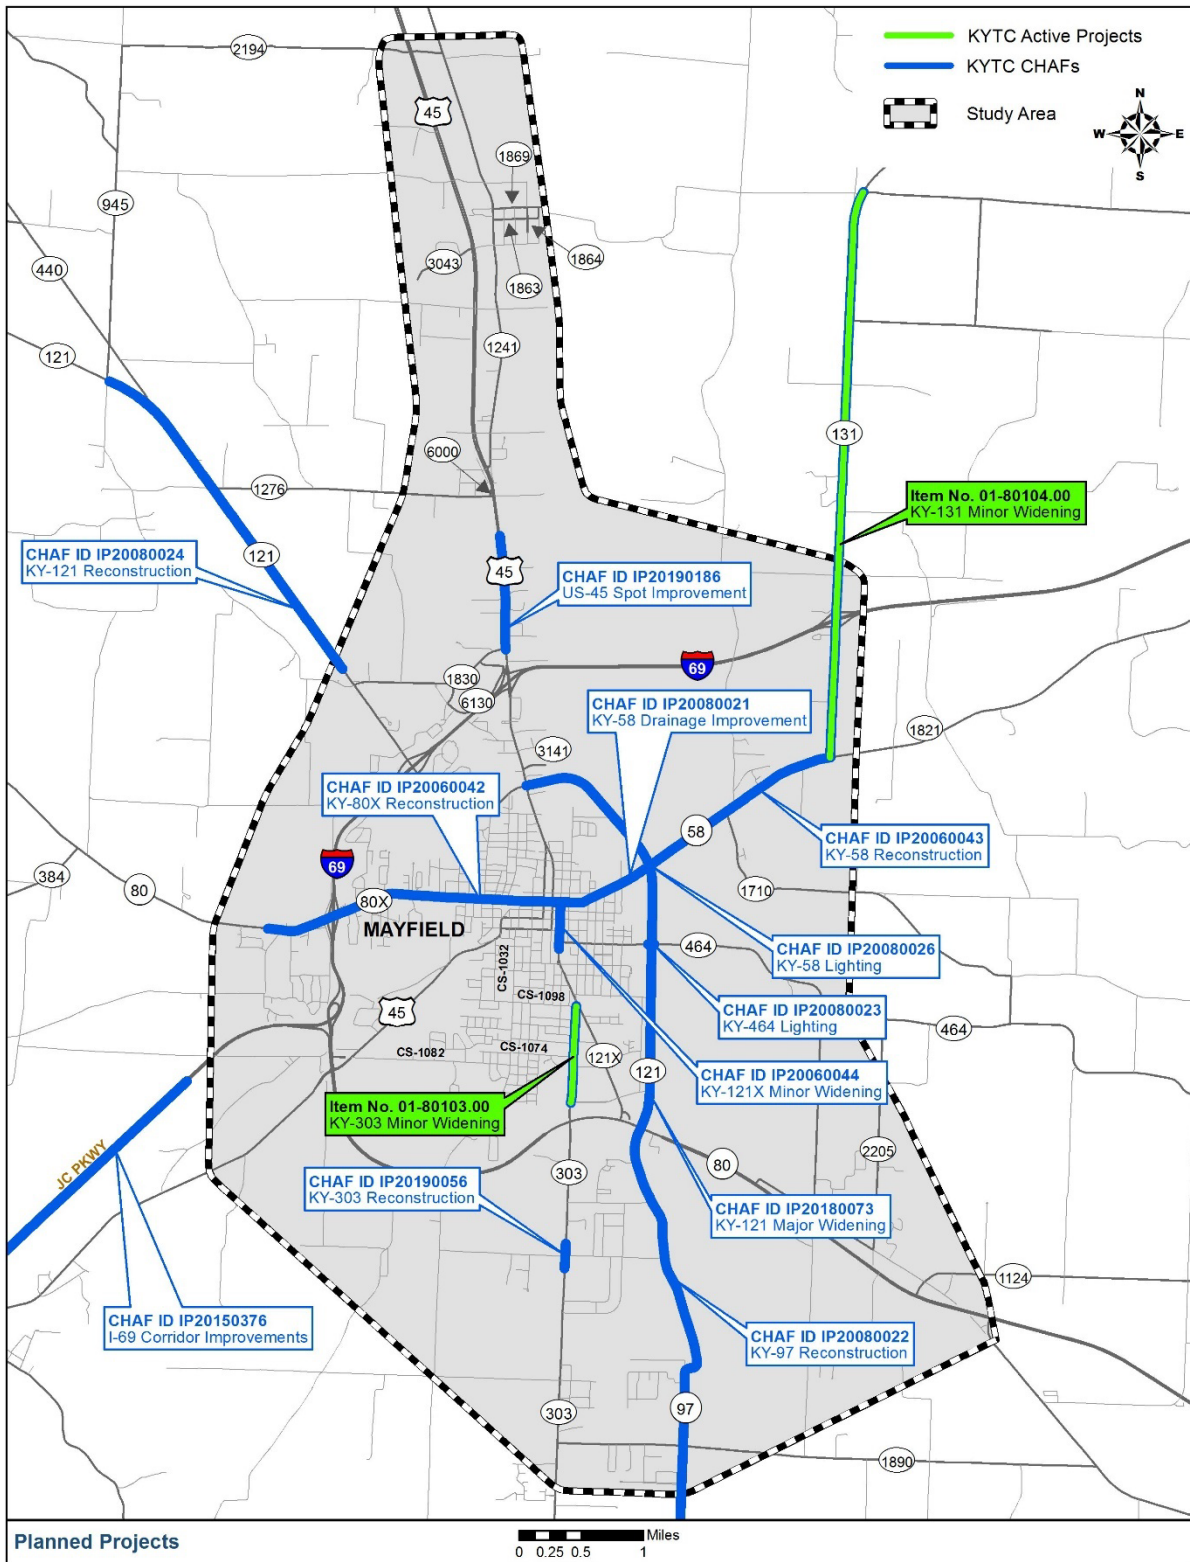 KYTC Active Projects
KYTC CHAFs
Study Area
N
W
E
S
2194
45
1869
945
1864
3043
1863
440
1241
121
131
6000
1276
Item No. 01-80104.00
KY-131 Minor Widening
CHAF ID IP20080024
KY-121 Reconstruction
121
45
CHAF ID IP20190186
US-45 Spot Improvement
69
1830
6130
CHAF ID IP20080021
KY-58 Drainage Improvement
1821
3141
CHAF ID IP20060042
KY-80X Reconstruction
58
CHAF ID IP20060043
KY-58 Reconstruction
69
384
80
1710
80X
MAYFIELD
CS-1032
464
CHAF ID IP20080026
KY-58 Lighting
CS-1098
45
CHAF ID IP20080023
KY-464 Lighting
464
CS-1082
CS-1074
121X
121
CHAF ID IP20060044
KY-121X Minor Widening
Item No. 01-80103.00
KY-303 Minor Widening
2205
80
JC PKWY
303
CHAF ID IP20190056
KY-303 Reconstruction
CHAF ID IP20180073
KY-121 Major Widening
1124
CHAF ID IP20150376
I-69 Corridor Improvements
CHAF ID IP20080022
KY-97 Reconstruction
303
97
1890
Planned Projects
Miles
0 0.25 0.5 1